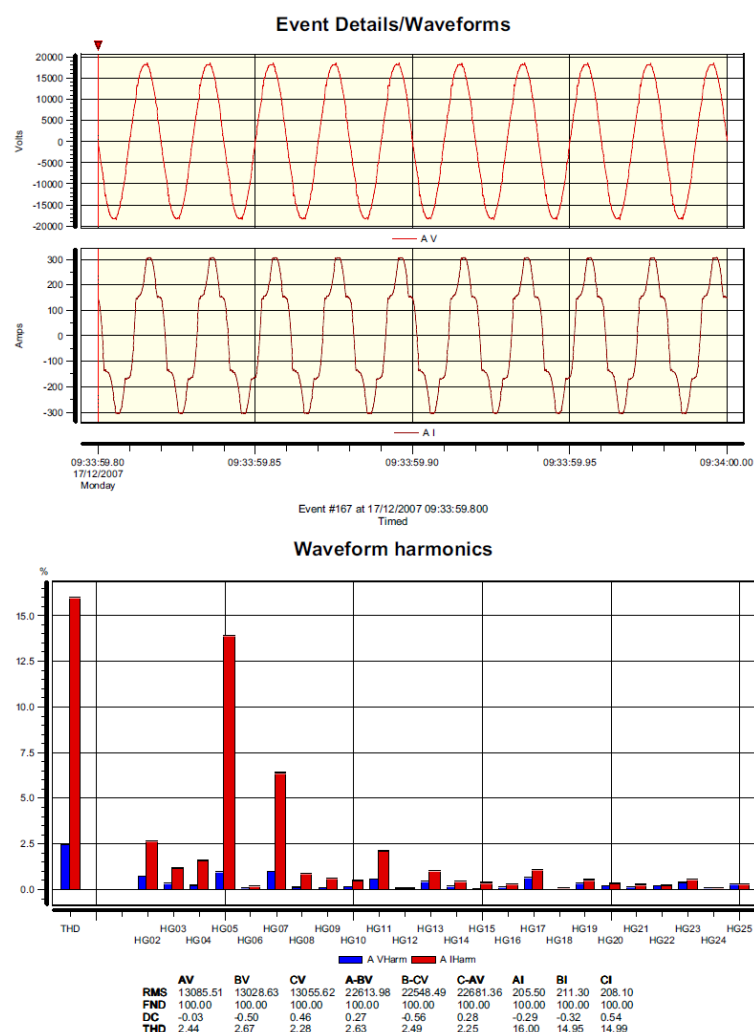 Event Details/Waveforms
20000
15000
10000
5000
0
-5000
-10000
-15000
-20000
Volts
A V
300
200
100
0
-100
-200
-300
Amps
A I
09:33:59.80 09:33:59.85 09:33:59.90 09:33:59.95 09:34:00.00
17/12/2007
Monday
Event #167 at 17/12/2007 09:33:59.800
Timed
Waveform harmonics
%
15.0
12.5
10.0
7.5
5.0
2.5
0.0
THD HG03 HG05 HG07 HG09 HG11 HG13 HG15 HG17 HG19 HG21 HG23 HG25
HG02 HG04 HG06 HG08 HG10 HG12 HG14 HG16 HG18 HG20 HG22 HG24
A VHarm A IHarm
AV BV CV A-BV B-CV C-AV AI BI CI
RMS 13085.51 13028.63 13055.62 22613.98 22548.49 22681.36 205.50 211.30 208.10
FND 100.00 100.00 100.00 100.00 100.00 100.00 100.00 100.00 100.00
DC -0.03 -0.50 0.46 0.27 -0.56 0.28 -0.29 -0.32 0.54
THD 2.44 2.67 2.28 2.63 2.49 2.25 16.00 14.95 14.99